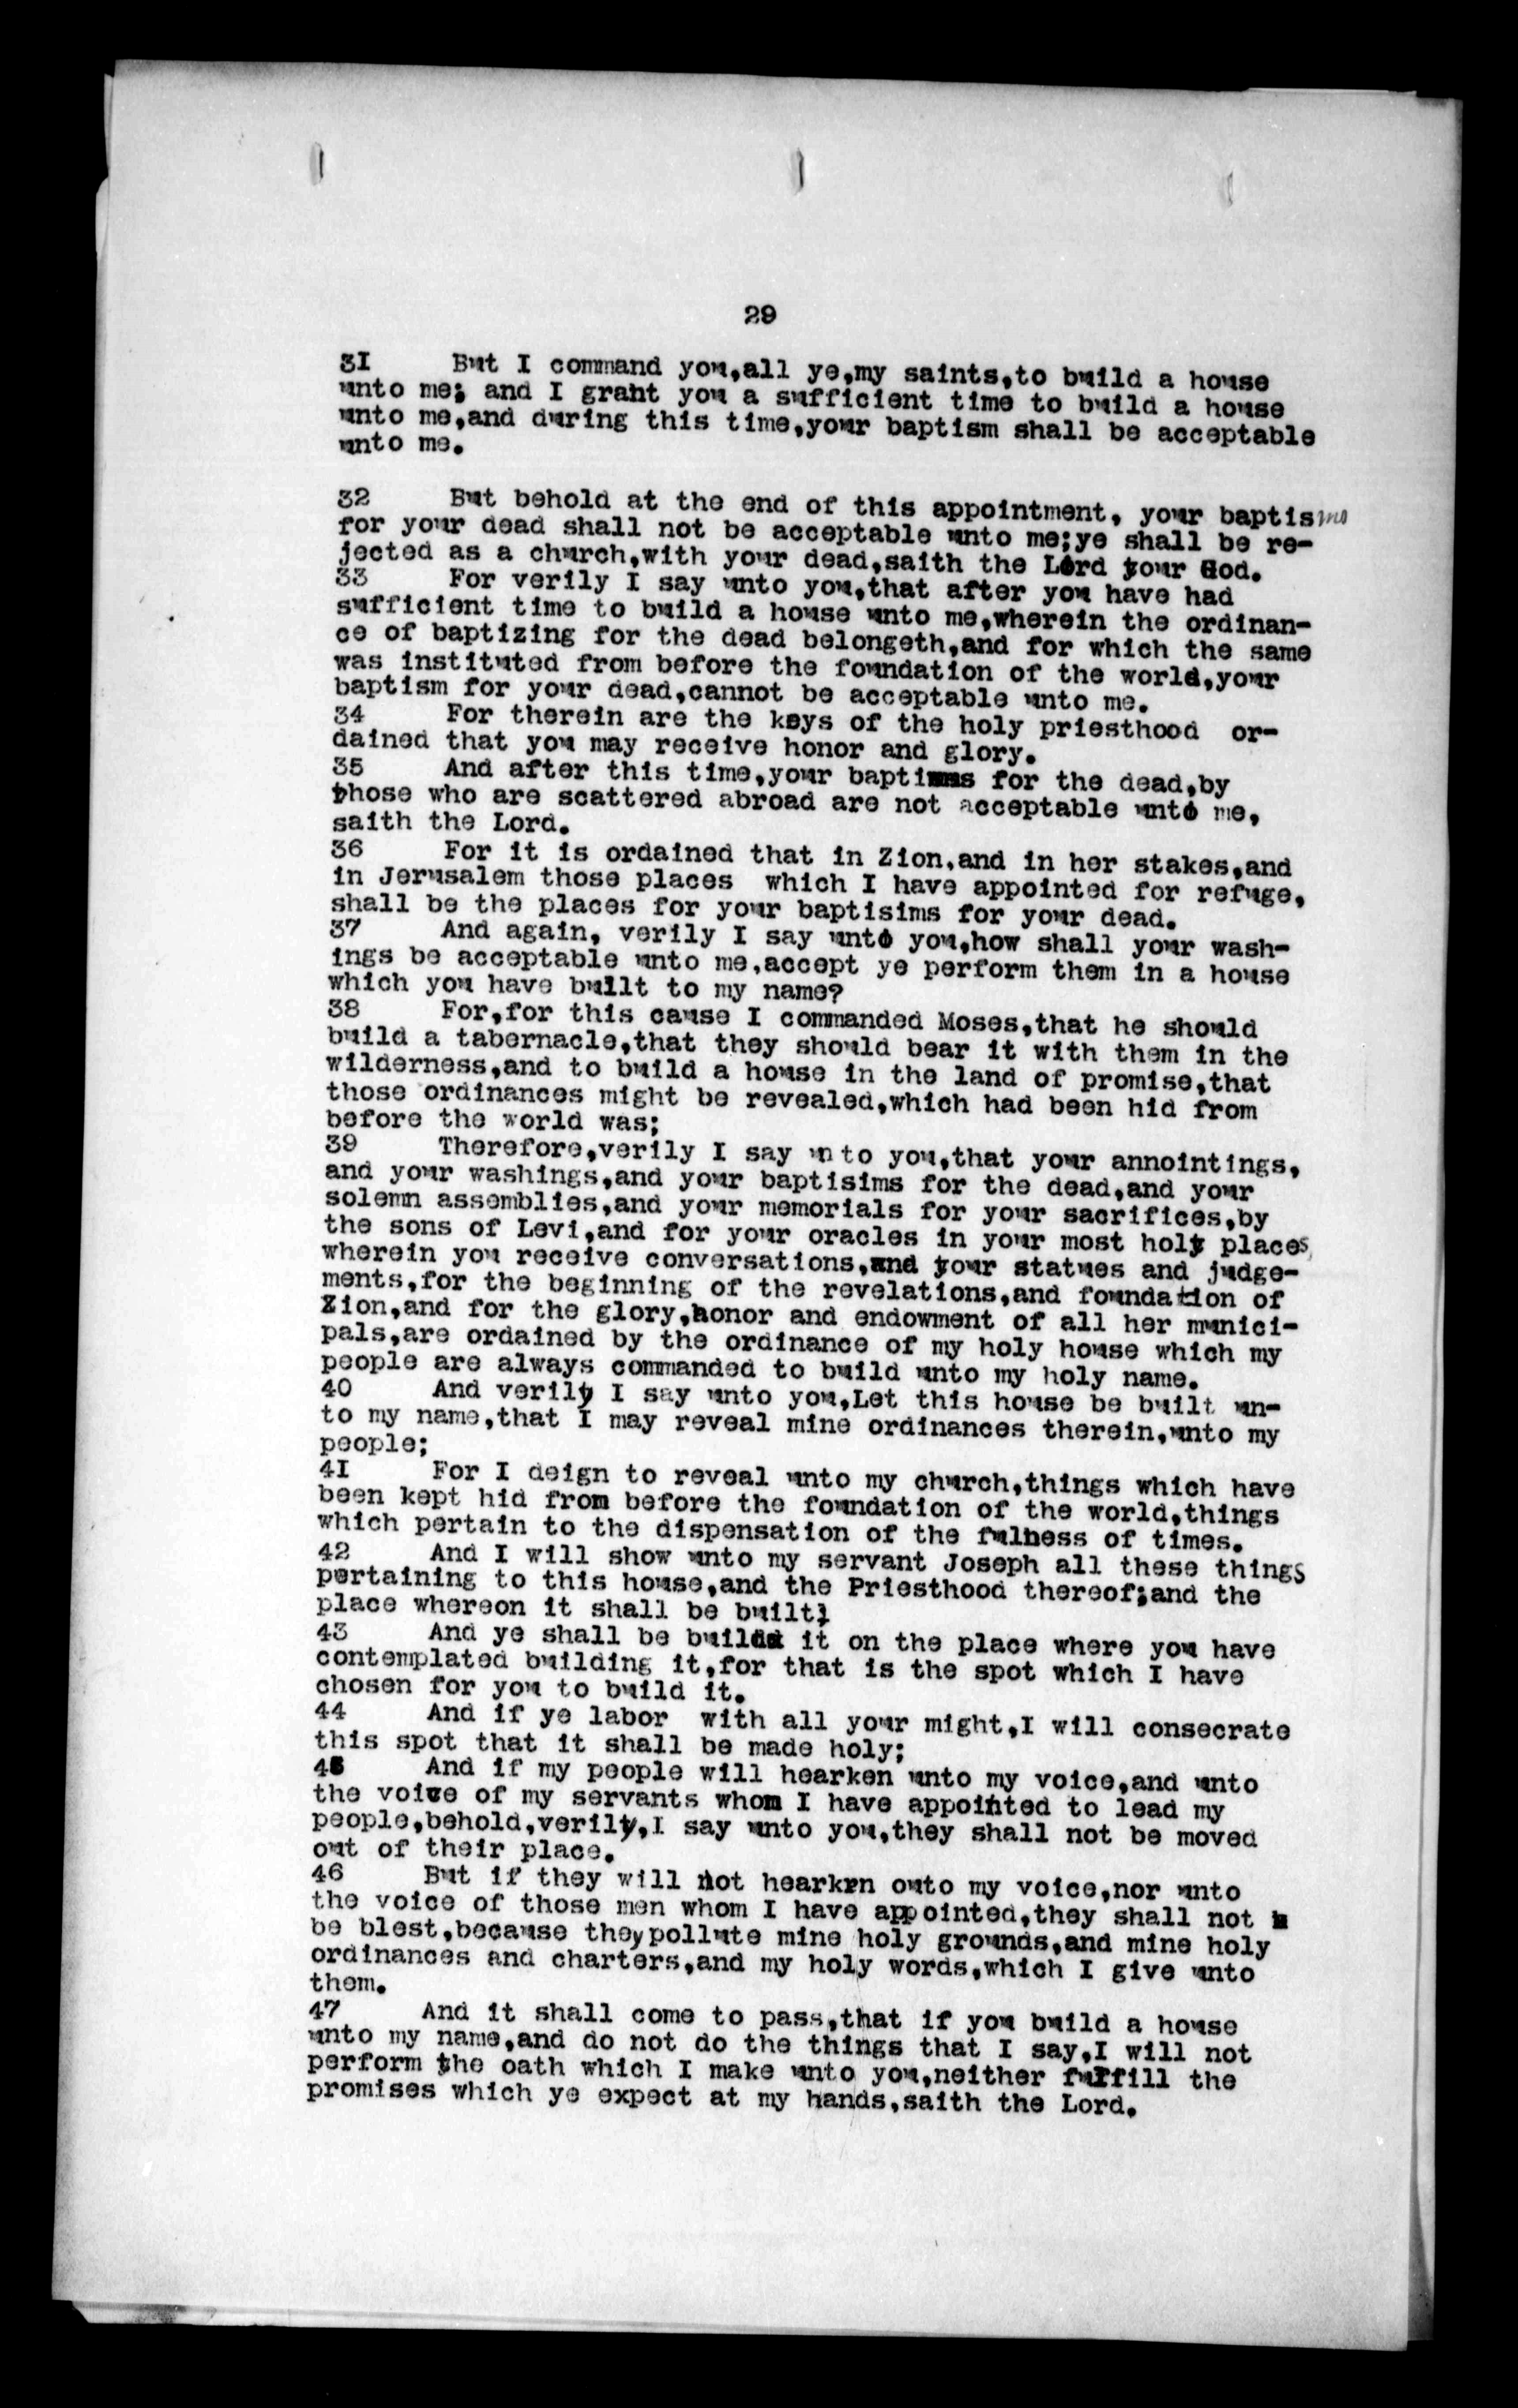 29
31 But I command you,all ye,my saints,to build a house
unto me; and I grant you a sufficient time to build a house
unto me,and during this time,your baptism shall be acceptable
unto me.
32 But behold at the end of this appointment, your baptisms
for your dead shall not be acceptable unto me;ye shall be re-
jected as a church,with your dead,saith the Lord your God.
33 For verily I say unto you,that after you have had
sufficient time to build a house unto me,wherein the ordinan-
ce of baptizing for the dead belongeth,and for which the same
was instituted from before the foundation of the world,your
baptism for your dead,cannot be acceptable unto me.
34 For therein are the keys of the holy priesthood or-
dained that you may receive honor and glory.
35 And after this time,your baptisms for the dead,by
those who are scattered abroad are not acceptable unto me,
saith the Lord.
36 For it is ordained that in Zion,and in her stakes,and
in Jerusalem those places which I have appointed for refuge,
shall be the places for your baptisims for your dead.
37 And again, verily I say unto you,how shall your wash-
ings be acceptable unto me,accept ye perform them in a house
which you have built to my name?
38 For,for this cause I commanded Moses,that he should
build a tabernacle,that they should bear it with them in the
wilderness,and to build a house in the land of promise,that
those ordinances might be revealed,which had been hid from
before the world was;
39 Therefore,verily I say unto you,that your annointings,
and your washings,and your baptisims for the dead,and your
solemn assemblies,and your memorials for your sacrifices,by
the sons of Levi,and for your oracles in your most holy places,
wherein you receive conversations,and your statues and judge-
ments,for the beginning of the revelations,and foundation of
Zion,and for the glory,honor and endowment of all her munici-
pals,are ordained by the ordinance of my holy house which my
people are always commanded to build unto my holy name.
40 And verily I say unto you,Let this house be built un-
to my name,that I may reveal mine ordinances therein,unto my
people;
41 For I deign to reveal unto my church,things which have
been kept hid from before the foundation of the world,things
which pertain to the dispensation of the fulness of times.
42 And I will show unto my servant Joseph all these things
pertaining to this house,and the Priesthood thereof;and the
place whereon it shall be built;
43 And ye shall be build it on the place where you have
contemplated building it,for that is the spot which I have
chosen for you to build it.
44 And if ye labor with all your might,I will consecrate
this spot that it shall be made holy;
45 And if my people will hearken unto my voice,and unto
the voice of my servants whom I have appointed to lead my
people,behold,verily,I say unto you,they shall not be moved
out of their place.
46 But if they will not hearken onto my voice,nor unto
the voice of those men whom I have appointed,they shall not
be blest,because they pollute mine holy grounds,and mine holy
ordinances and charters,and my holy words,which I give unto
them.
47 And it shall come to pass,that if you build a house
unto my name,and do not do the things that I say,I will not
perform the oath which I make unto you,neither fulfill the
promises which ye expect at my hands,saith the Lord.